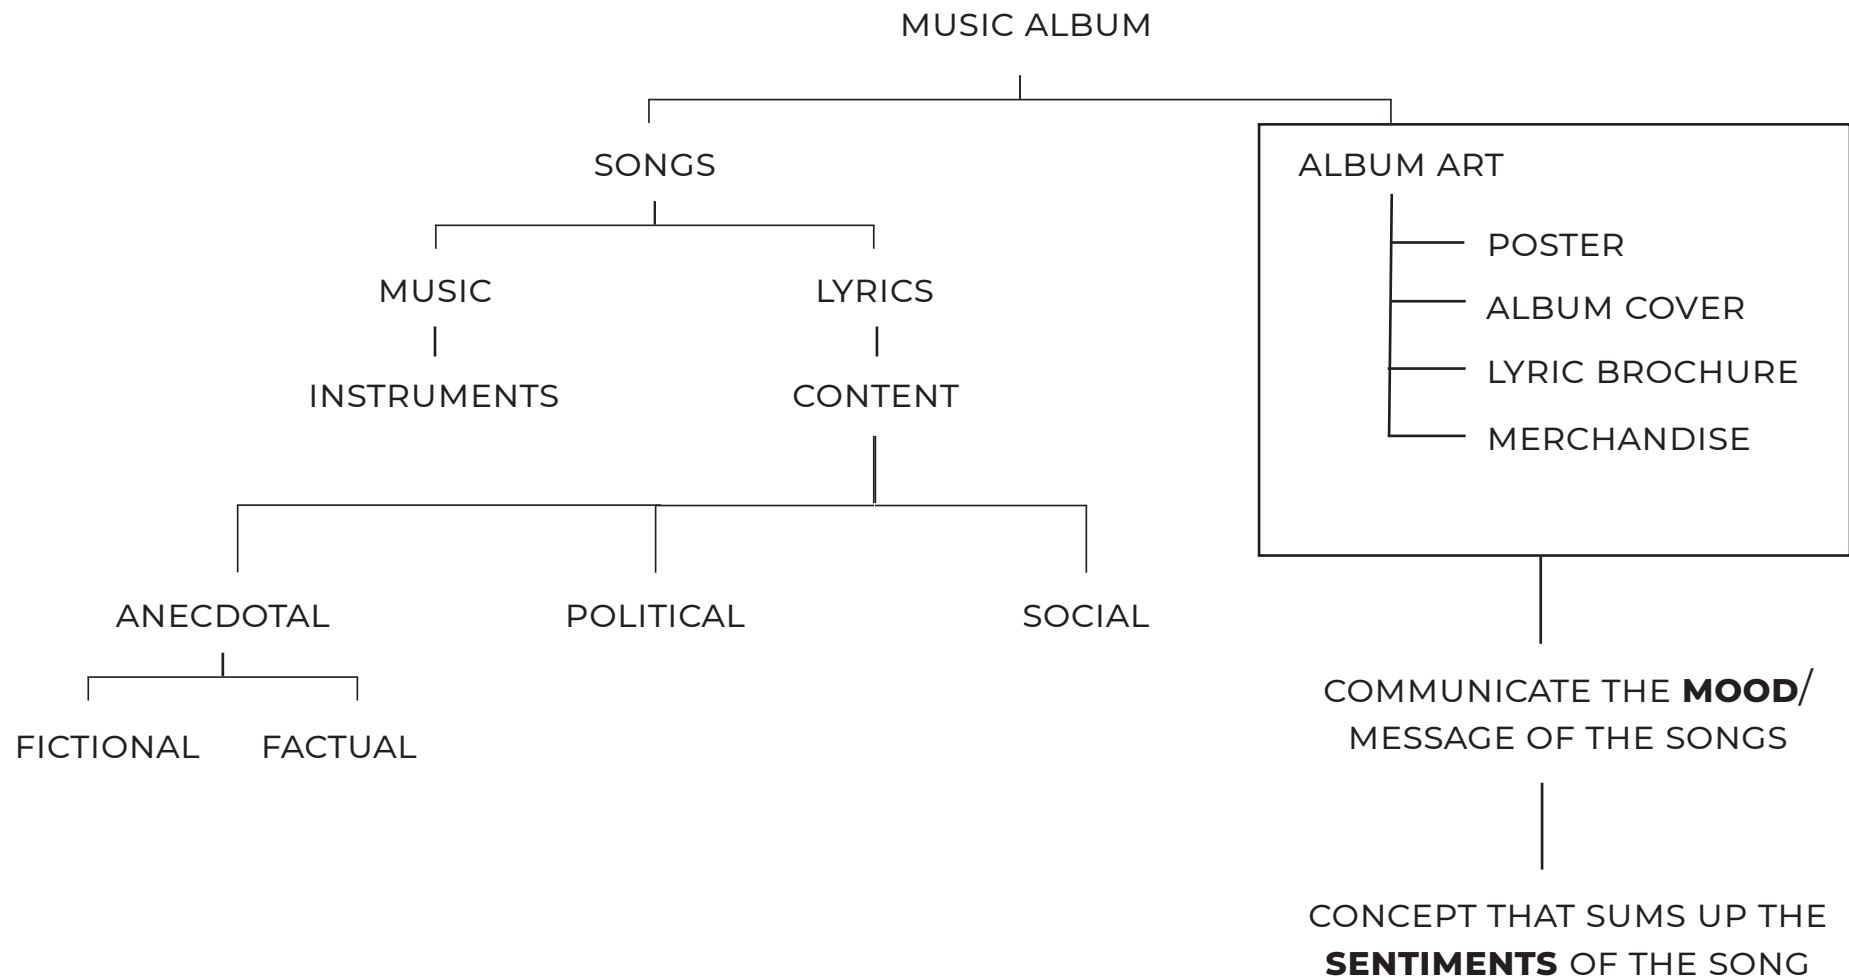 MUSIC ALBUM
SONGS
ALBUM ART
POSTER
ALBUM COVER
LYRIC BROCHURE
MERCHANDISE
MUSIC
LYRICS
INSTRUMENTS
CONTENT
ANECDOTAL
POLITICAL
SOCIAL
FICTIONAL
FACTUAL
COMMUNICATE THE MOOD/
MESSAGE OF THE SONGS
CONCEPT THAT SUMS UP THE
SENTIMENTS OF THE SONG